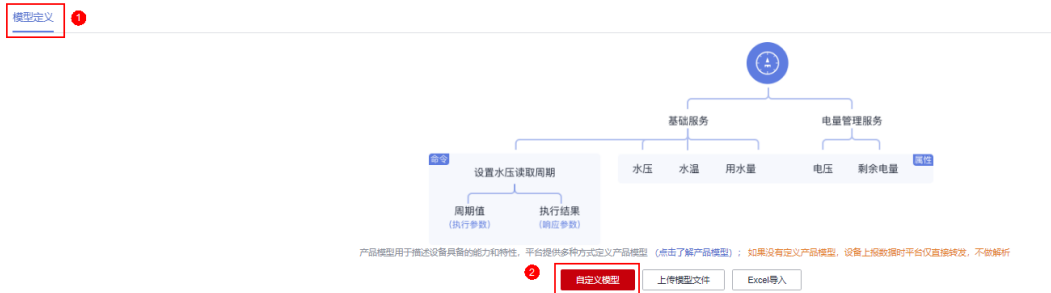 模型定义
1
基础服务
电量管理服务
命令
设置水压读取周期
水压
水温
用水量
电压
剩余电量
属性
周期值
执行结果
(执行参数)
(响应参数)
产品模型用于描述设备具备的能力和特性，平台提供多种方式定义产品模型 （点击了解产品模型）；如果没有定义产品模型，设备上报数据时平台仅直接转发，不做解析
2
自定义模型
上传模型文件
Excel导入